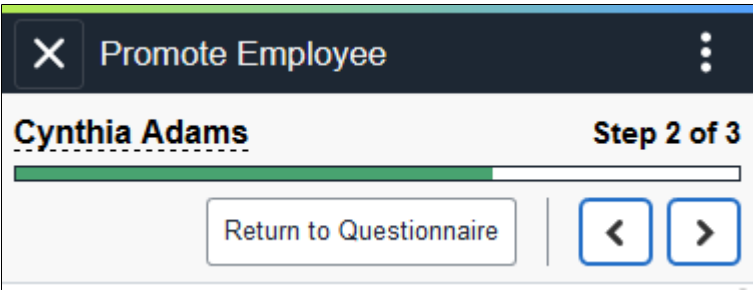 Promote Employee
Cynthia Adams
Step 2 of 3
Return to Questionnaire